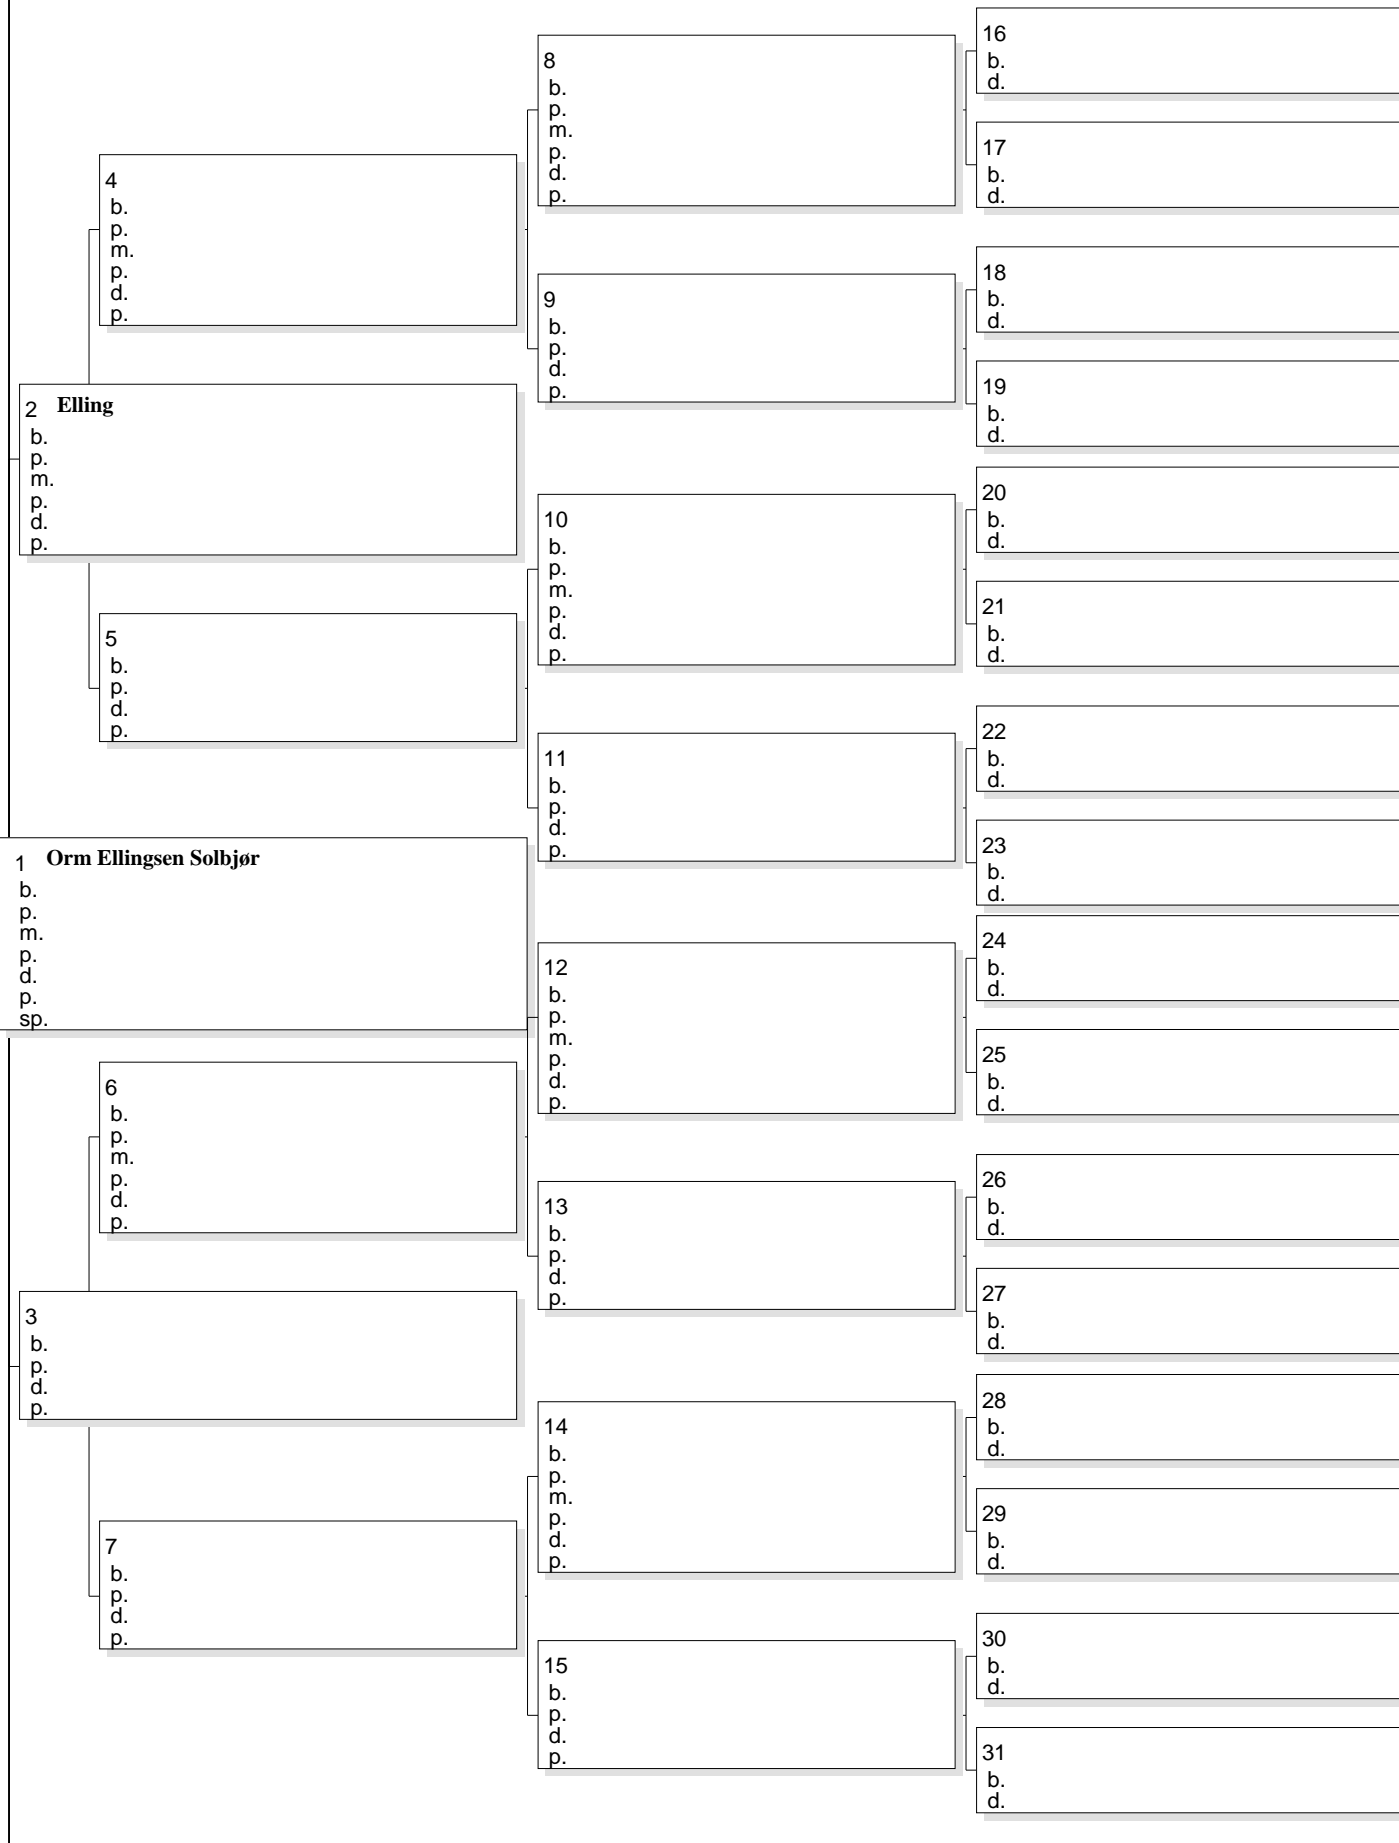 16
b.
d.
8
b.
p.
m.
p.
d.
p.
17
b.
d.
4
b.
p.
m.
p.
d.
p.
18
b.
d.
9
b.
p.
d.
p.
19
b.
d.
2 Elling
b.
p.
m.
p.
d.
p.
20
b.
d.
10
b.
p.
m.
p.
d.
p.
21
b.
d.
5
b.
p.
d.
p.
22
b.
d.
11
b.
p.
d.
p.
23
b.
d.
1 Orm Ellingsen Solbjør
b.
p.
m.
p.
d.
p.
sp.
24
b.
d.
12
b.
p.
m.
p.
d.
p.
25
b.
d.
6
b.
p.
m.
p.
d.
p.
26
b.
d.
13
b.
p.
d.
p.
27
b.
d.
3
b.
p.
d.
p.
28
b.
d.
14
b.
p.
m.
p.
d.
p.
29
b.
d.
7
b.
p.
d.
p.
30
b.
d.
15
b.
p.
d.
p.
31
b.
d.